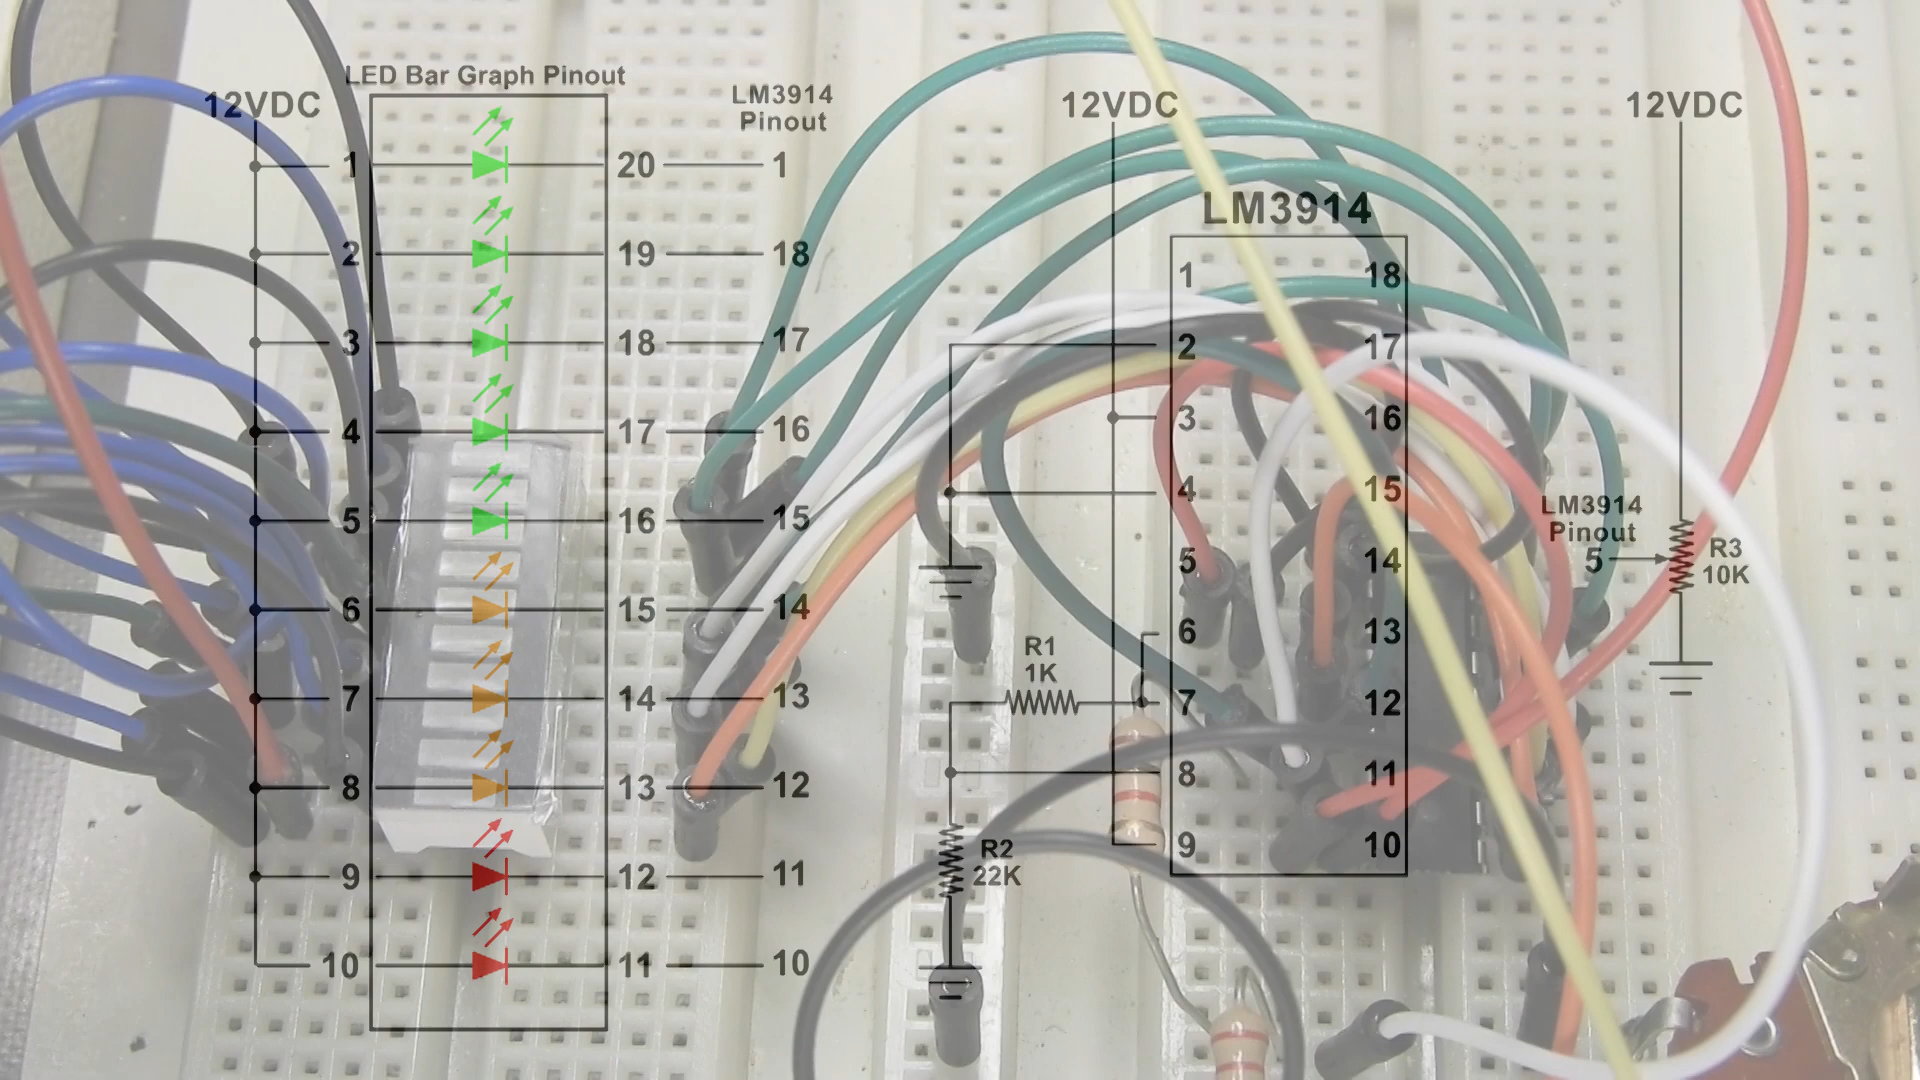 LED Bar Graph Pinout
12VDC
LM3914
Pinout
1 20 1
2 19 18
3 18 17
4 17 16
5 16 15
6 15 14
7 14 13
8 13 12
9 12 11
10 11 10
12VDC
LM3914
1 18
2 17
3 16
4 15
5 14
6 13
7 12
8 11
9 10
R1
1K
R2
22K
12VDC
LM3914
Pinout
5
R3
10K